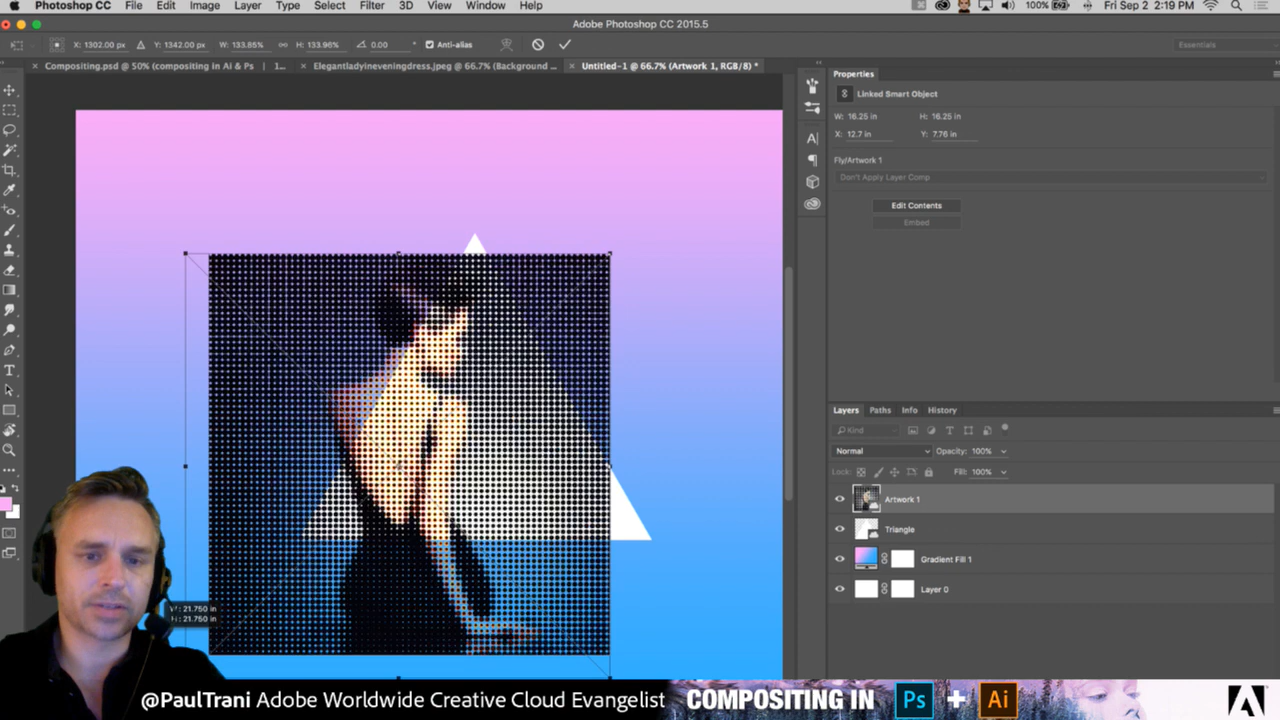 Photoshop CC File Edit Image Layer Type Select Filter 3D View Window Help 100% Fri Sep 2 2:19 PM
Adobe Photoshop CC 2015.5
X: 1302.00 px Y: 1342.00 px W: 133.85% H: 133.96% 0.00 ° Anti-alias Essentials
Compositing.psd @ 50% (compositing in Ai & Ps | 1... Elegantladyineveningdress.jpeg @ 66.7% (Background ... Untitled-1 @ 66.7% (Artwork 1, RGB/8) *
Properties
Linked Smart Object
W: 16.25 in H: 16.25 in
X: 12.7 in Y: 7.76 in
Fly/Artwork 1
Don't Apply Layer Comp
Edit Contents
Embed
Layers Paths Info History
Kind
Normal Opacity: 100%
Lock: Fill: 100%
Artwork 1
Triangle
Gradient Fill 1
Layer 0
W: 21.750 in
H: 21.750 in
@PaulTrani Adobe Worldwide Creative Cloud Evangelist COMPOSITING IN Ps + Ai